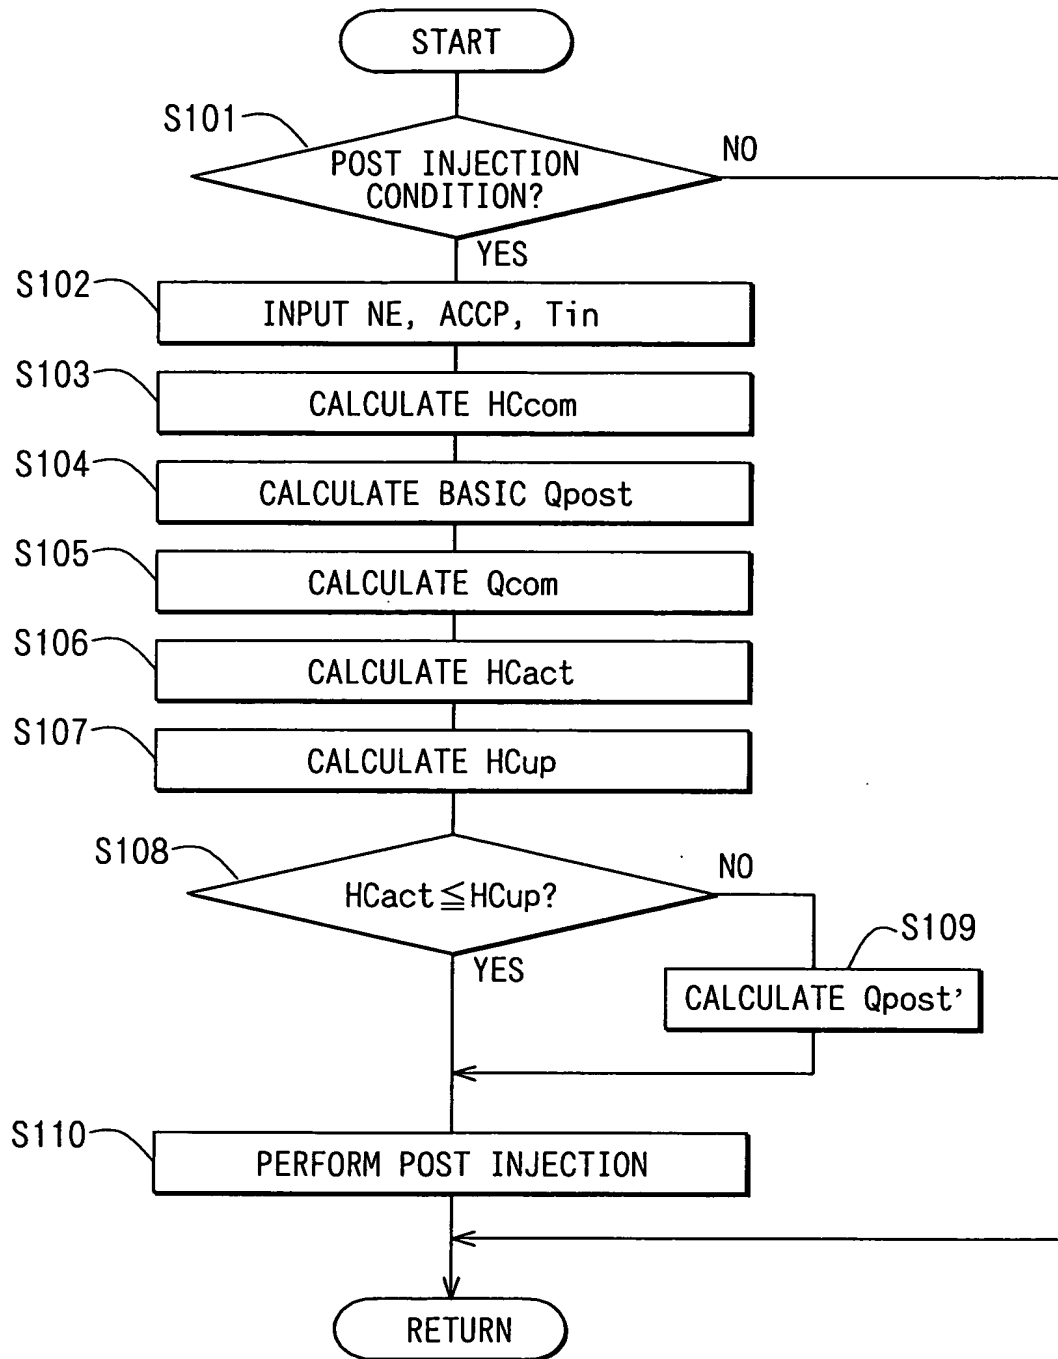 START
S101
POST INJECTION
CONDITION?
NO
YES
S102
INPUT NE, ACCP, Tin
S103
CALCULATE HCcom
S104
CALCULATE BASIC Qpost
S105
CALCULATE Qcom
S106
CALCULATE HCact
S107
CALCULATE HCup
S108
HCact≦HCup?
NO
YES
S109
CALCULATE Qpost’
S110
PERFORM POST INJECTION
RETURN